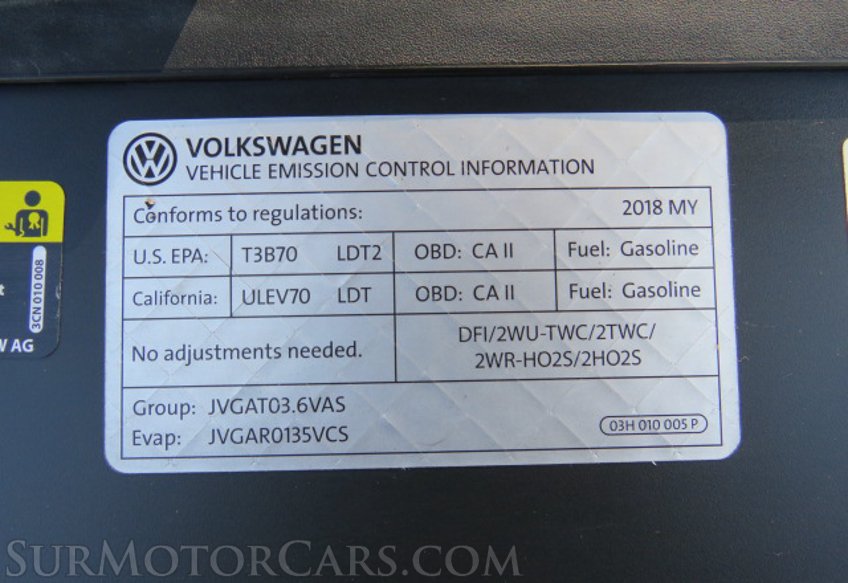 VOLKSWAGEN
VEHICLE EMISSION CONTROL INFORMATION
Conforms to regulations: 2018 MY
U.S. EPA: T3B70 LDT2 OBD: CA II Fuel: Gasoline
California: ULEV70 LDT OBD: CA II Fuel: Gasoline
No adjustments needed.
DFI/2WU-TWC/2TWC/
2WR-HO2S/2HO2S
Group: JVGAT03.6VAS
Evap: JVGAR0135VCS
03H 010 005 P
3CN 010 008
AG
SURMOTORCARS.COM